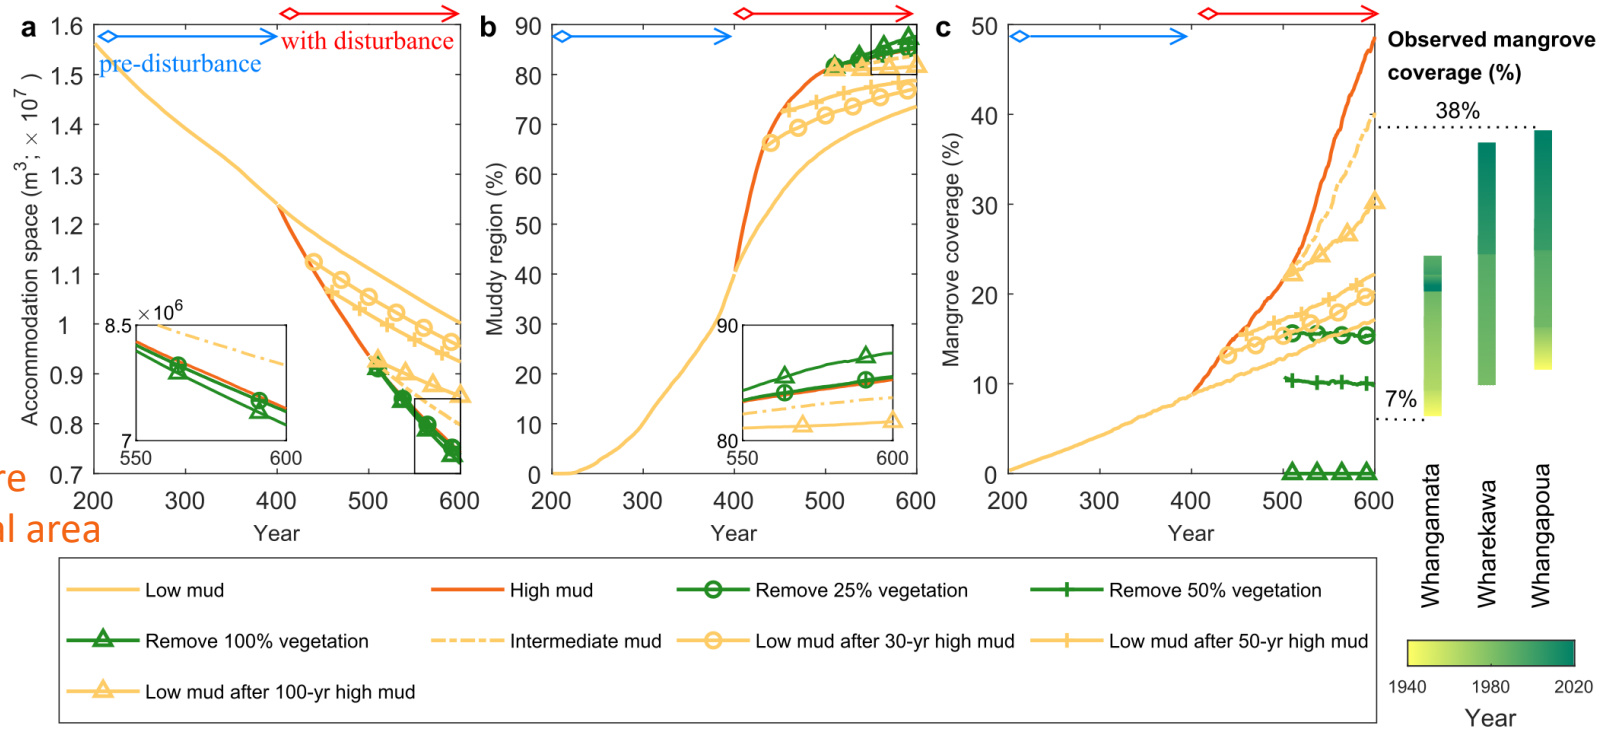 a
with disturbance
pre-disturbance
Accommodation space (m³; × 10⁷)
1.6
1.5
1.4
1.3
1.2
1.1
1
0.9
0.8
0.7
200 300 400 500 600
Year
8.5 × 10⁶
7
550 600
b
Muddy region (%)
90
80
70
60
50
40
30
20
10
0
200 300 400 500 600
Year
90
80
550 600
c
Mangrove coverage (%)
50
40
30
20
10
0
200 300 400 500 600
Year
Observed mangrove
coverage (%)
38%
7%
Whangamata
Wharekawa
Whangapoua
re
al area
Low mud
High mud
Remove 25% vegetation
Remove 50% vegetation
Remove 100% vegetation
Intermediate mud
Low mud after 30-yr high mud
Low mud after 50-yr high mud
Low mud after 100-yr high mud
1940 1980 2020
Year